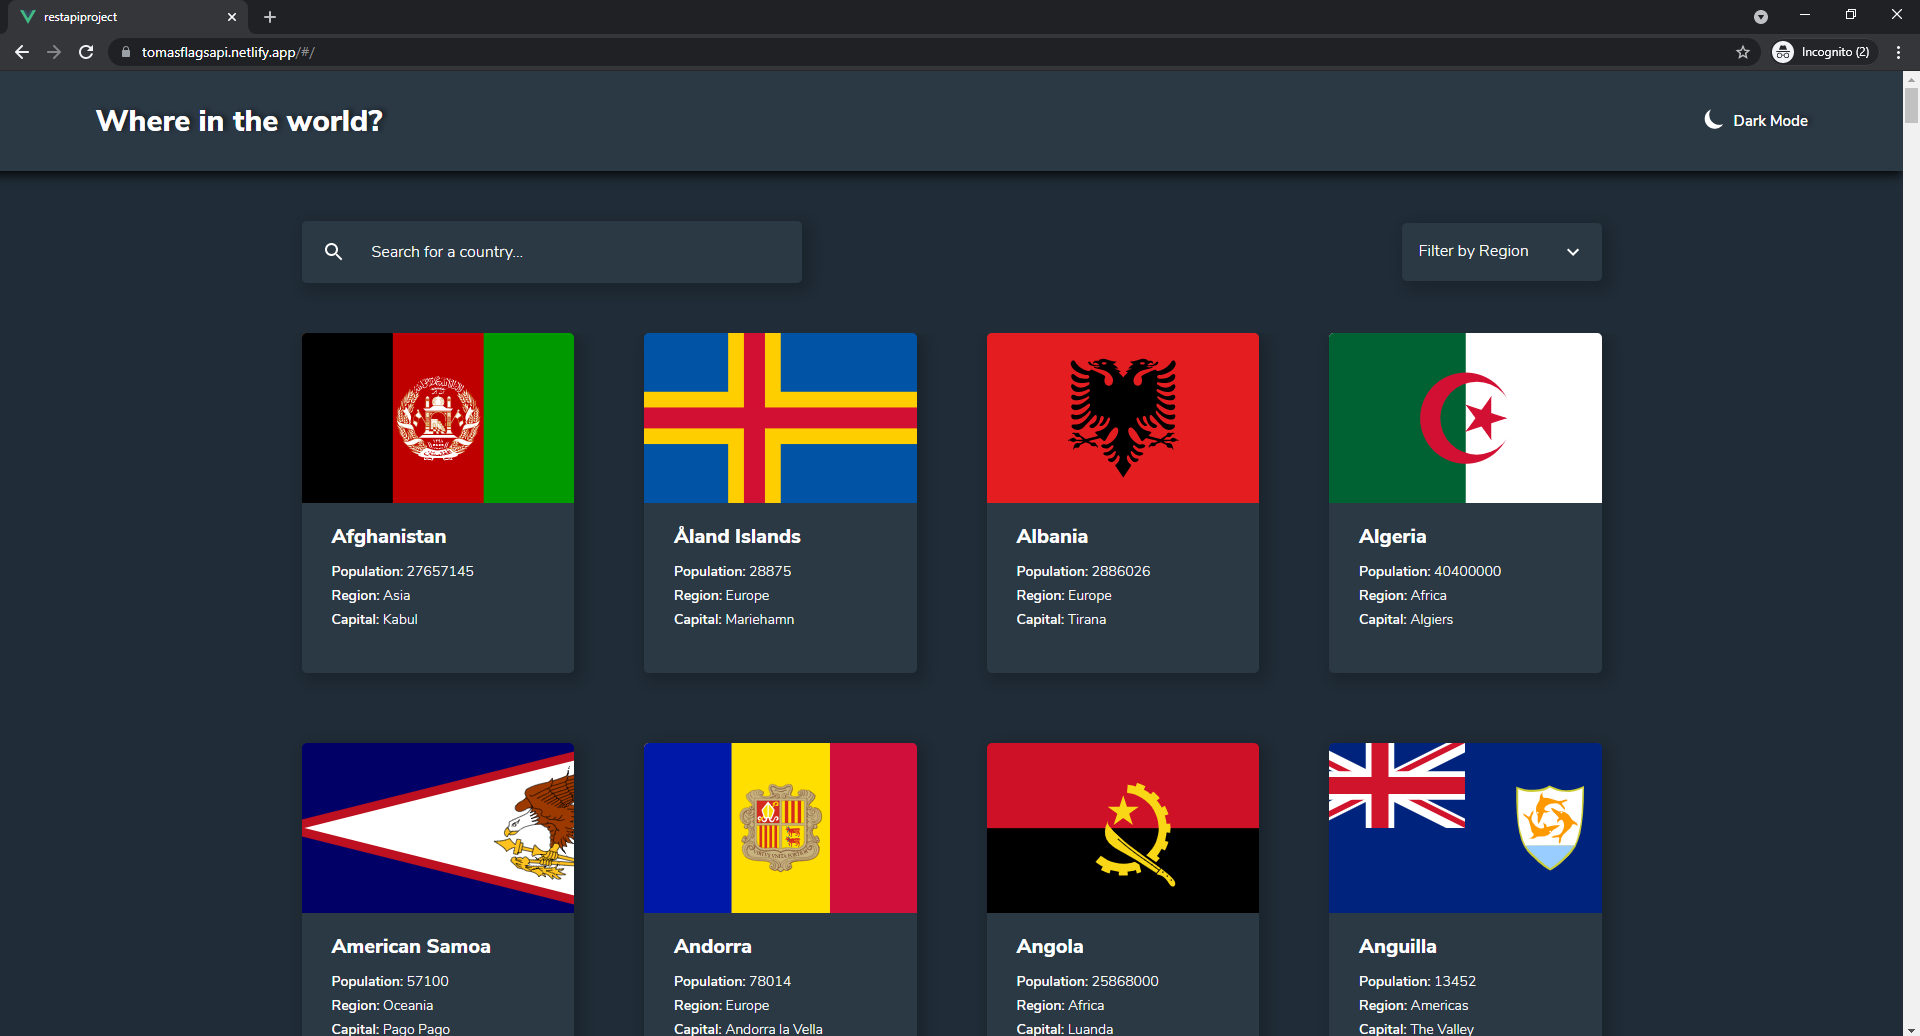 restapiproject
tomasflagsapi.netlify.app/#/
Incognito (2)
Where in the world?
Dark Mode
Search for a country...
Filter by Region
Afghanistan
Population: 27657145
Region: Asia
Capital: Kabul
Åland Islands
Population: 28875
Region: Europe
Capital: Mariehamn
Albania
Population: 2886026
Region: Europe
Capital: Tirana
Algeria
Population: 40400000
Region: Africa
Capital: Algiers
American Samoa
Population: 57100
Region: Oceania
Capital: Pago Pago
Andorra
Population: 78014
Region: Europe
Capital: Andorra la Vella
Angola
Population: 25868000
Region: Africa
Capital: Luanda
Anguilla
Population: 13452
Region: Americas
Capital: The Valley